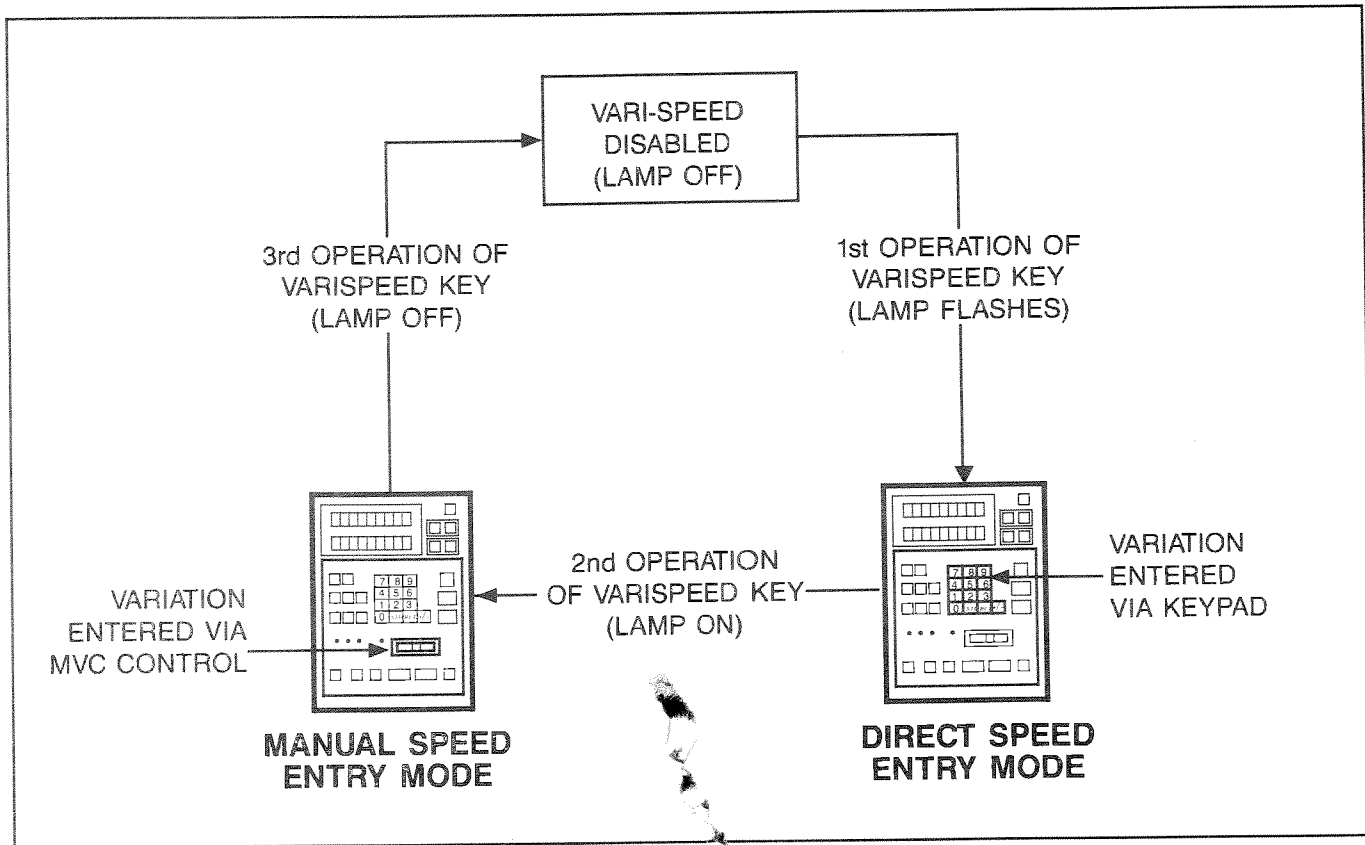 VARI-SPEED
DISABLED
(LAMP OFF)
3rd OPERATION OF
VARISPEED KEY
(LAMP OFF)
1st OPERATION OF
VARISPEED KEY
(LAMP FLASHES)
2nd OPERATION
OF VARISPEED KEY
(LAMP ON)
VARIATION
ENTERED VIA
MVC CONTROL
7 8 9
4 5 6
1 2 3
0
7 8 9
4 5 6
1 2 3
0
VARIATION
ENTERED
VIA KEYPAD
MANUAL SPEED
ENTRY MODE
DIRECT SPEED
ENTRY MODE